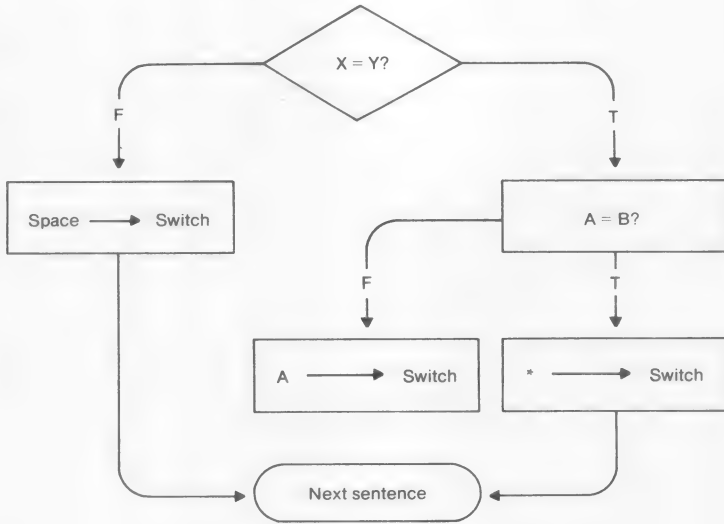 X = Y?
F
T
Space Switch
A = B?
F
T
A Switch
* Switch
Next sentence